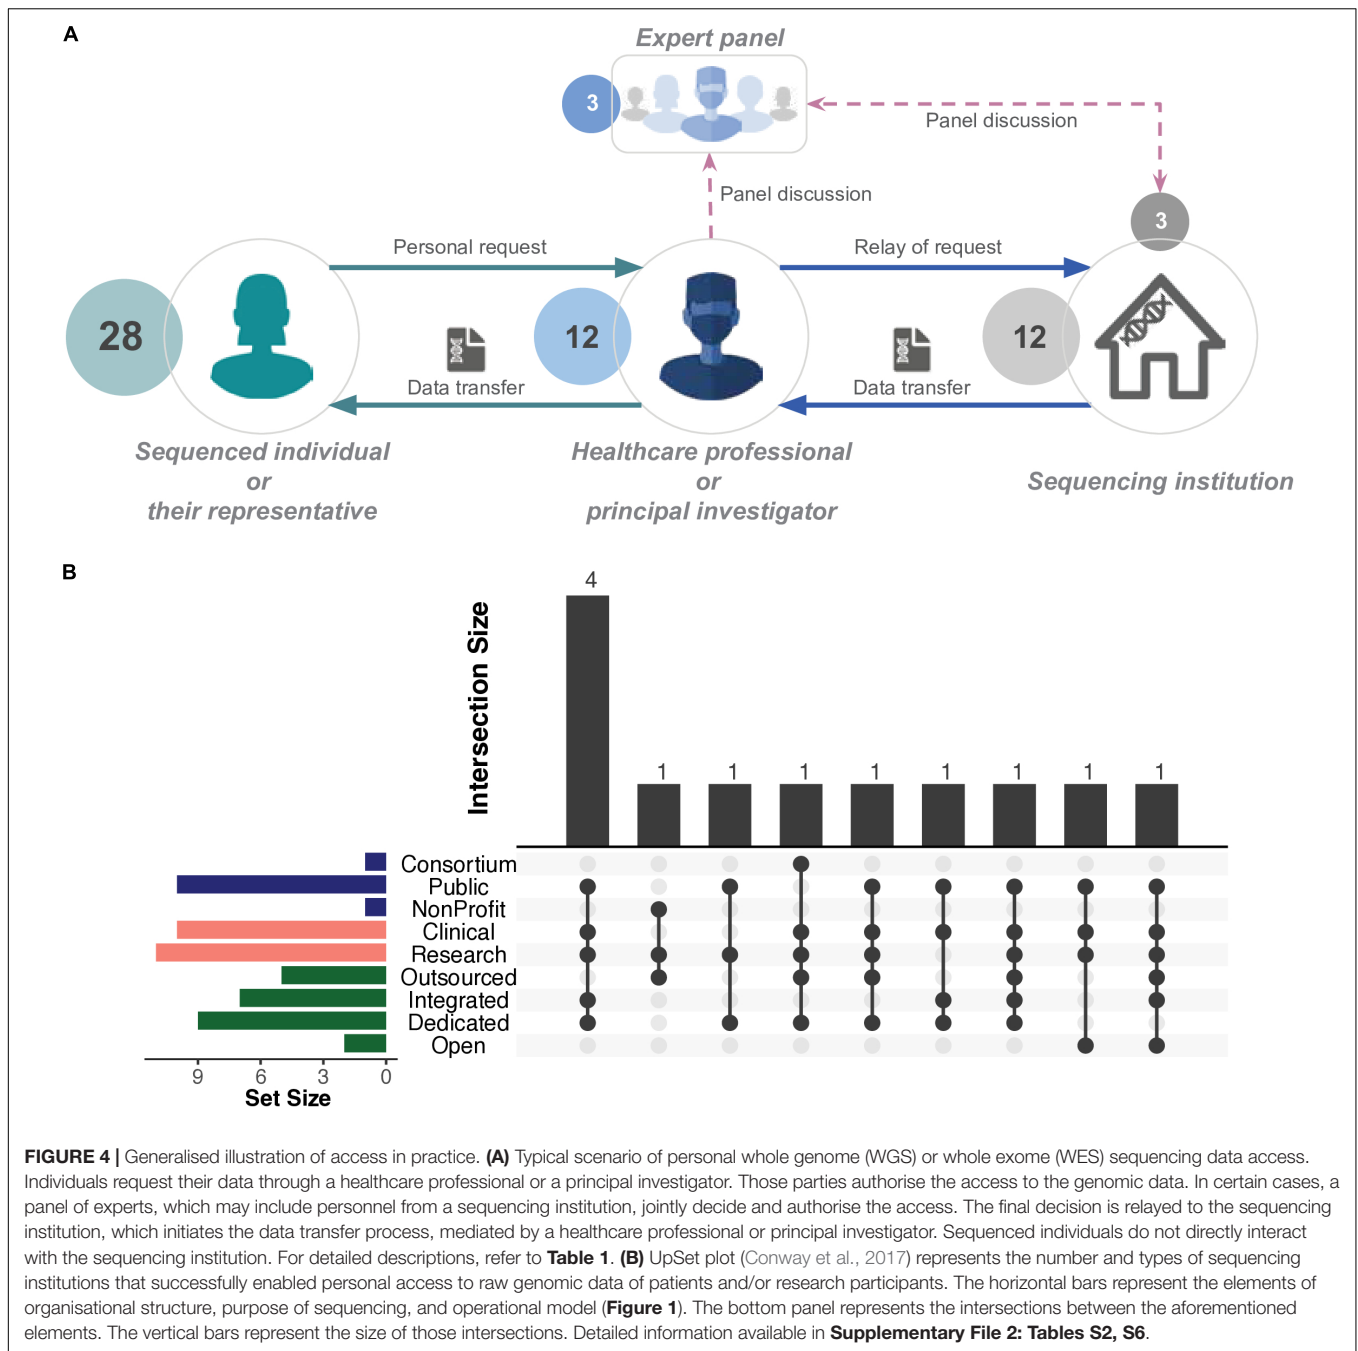 A
Expert panel
3
Panel discussion
Panel discussion
3
Personal request
Relay of request
28
12
12
Data transfer
Data transfer
Sequenced individual
or
their representative
Healthcare professional
or
principal investigator
Sequencing institution
B
Intersection Size
4
1
1
1
1
1
1
1
1
Consortium
Public
NonProfit
Clinical
Research
Outsourced
Integrated
Dedicated
Open
9
6
3
0
Set Size
FIGURE 4 | Generalised illustration of access in practice. (A) Typical scenario of personal whole genome (WGS) or whole exome (WES) sequencing data access.
Individuals request their data through a healthcare professional or a principal investigator. Those parties authorise the access to the genomic data. In certain cases, a
panel of experts, which may include personnel from a sequencing institution, jointly decide and authorise the access. The final decision is relayed to the sequencing
institution, which initiates the data transfer process, mediated by a healthcare professional or principal investigator. Sequenced individuals do not directly interact
with the sequencing institution. For detailed descriptions, refer to Table 1. (B) UpSet plot (Conway et al., 2017) represents the number and types of sequencing
institutions that successfully enabled personal access to raw genomic data of patients and/or research participants. The horizontal bars represent the elements of
organisational structure, purpose of sequencing, and operational model (Figure 1). The bottom panel represents the intersections between the aforementioned
elements. The vertical bars represent the size of those intersections. Detailed information available in Supplementary File 2: Tables S2, S6.